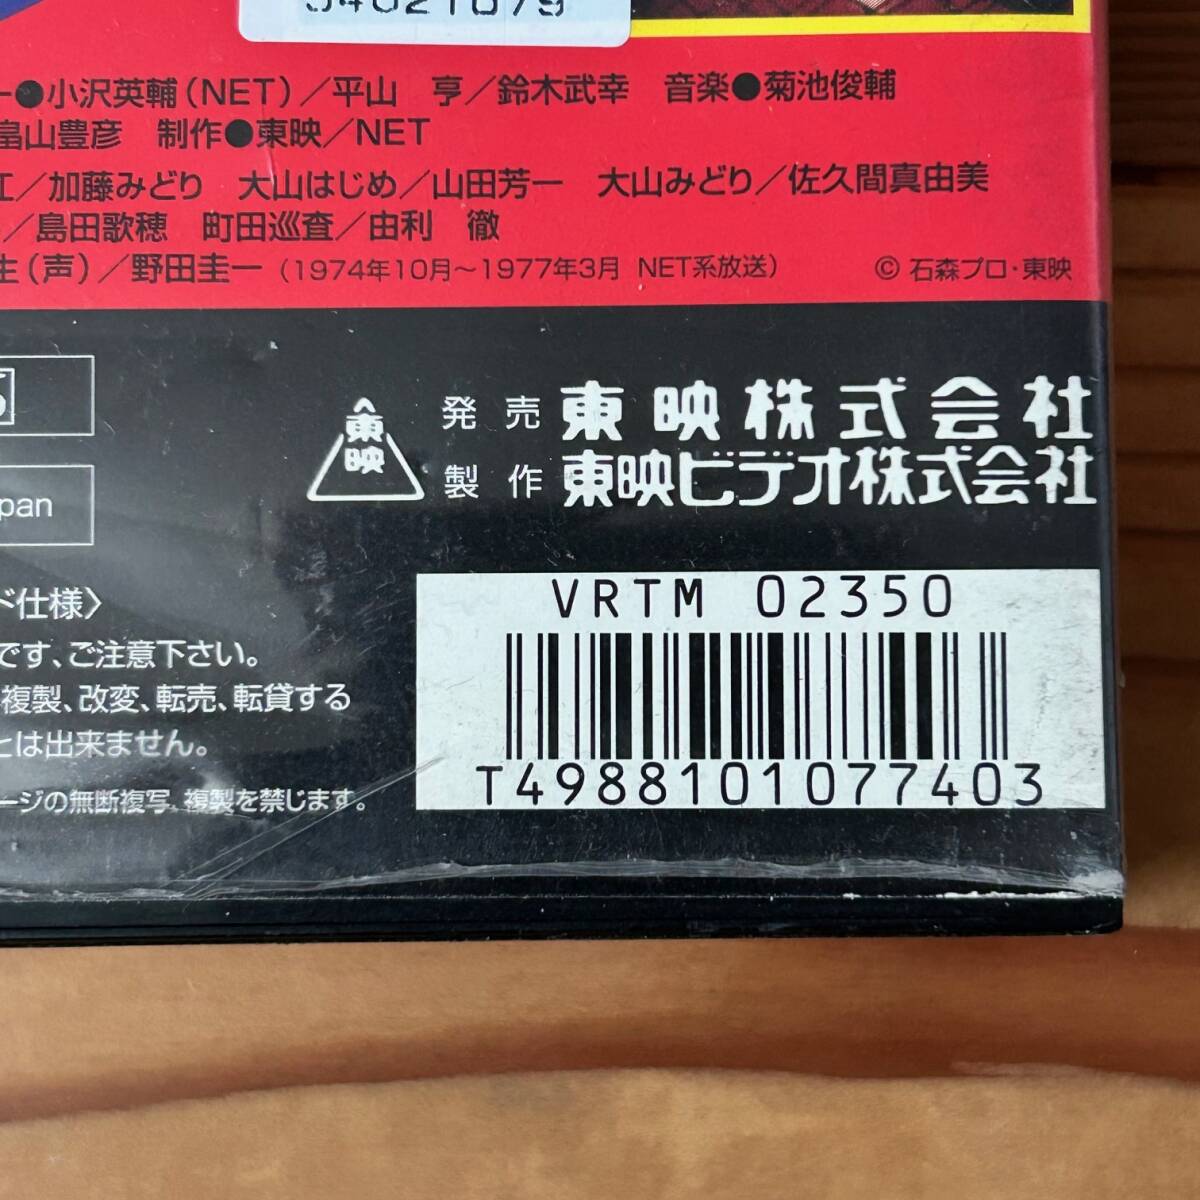 ー●小沢英輔(NET)/平山 亨/鈴木武幸 音楽●菊池俊輔
畠山豊彦 制作●東映/NET
江/加藤みどり 大山はじめ/山田芳一 大山みどり/佐久間真由美
/島田歌穂 町田巡査/由利 徹
生(声)/野田圭一 (1974年10月~1977年3月 NET系放送) © 石森プロ・東映
東映
発売 東映株式会社
製作 東映ビデオ株式会社
pan
ド仕様〉
です、ご注意下さい。
複製、改変、転売、転貸する
とは出来ません。
ージの無断複写、複製を禁じます。
VRTM 02350
T4988101077403